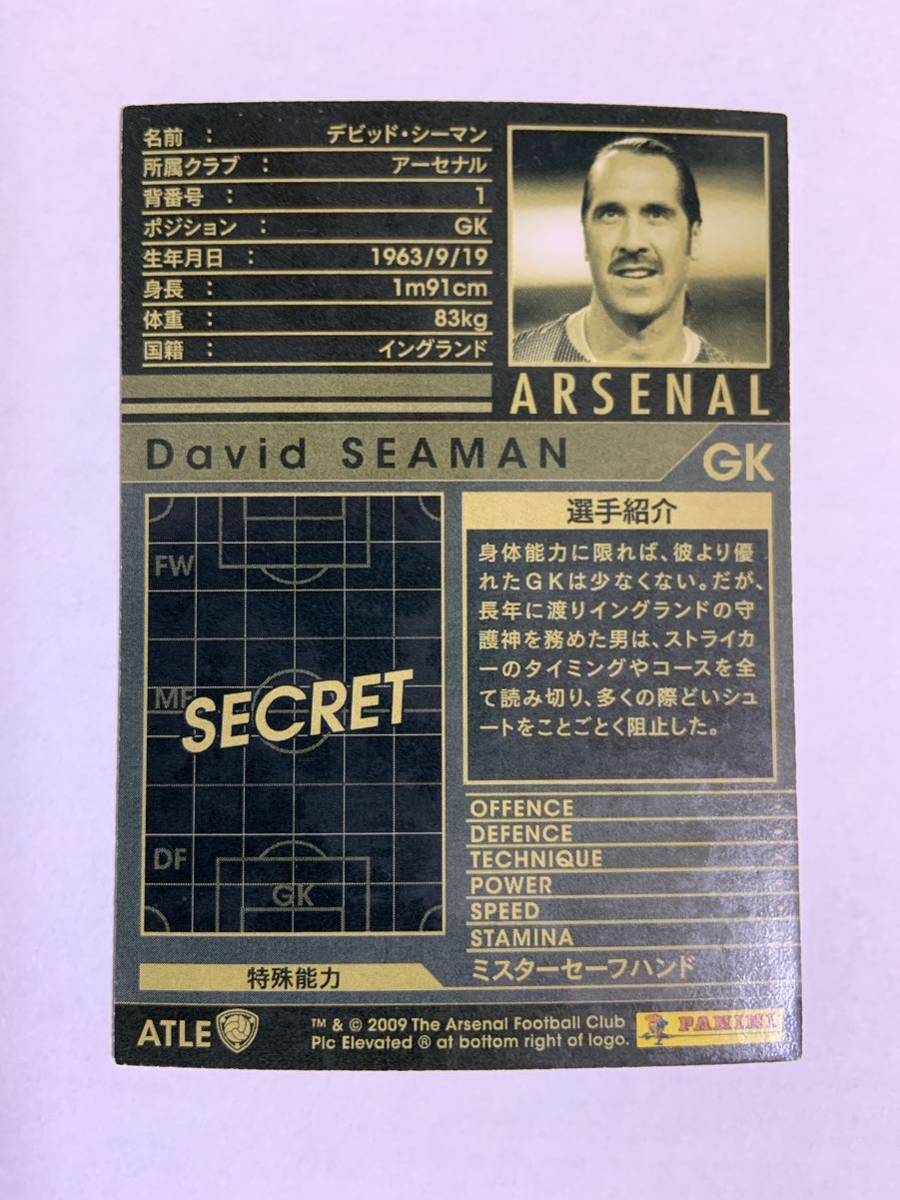 名前 : デビッド・シーマン
所属クラブ : アーセナル
背番号 : 1
ポジション : GK
生年月日 : 1963/9/19
身長 : 1m91cm
体重 : 83kg
国籍 : イングランド
ARSENAL
David SEAMAN
GK
FW
MF
SECRET
DF
GK
選手紹介
身体能力に限れば、彼より優
れたGKは少なくない。だが、
長年に渡りイングランドの守
護神を務めた男は、ストライカ
ーのタイミングやコースを全
て読み切り、多くの際どいシュ
ートをことごとく阻止した。
OFFENCE -
DEFENCE -
TECHNIQUE -
POWER -
SPEED -
STAMINA -
特殊能力
ミスターセーフハンド
ATLE
™ & © 2009 The Arsenal Football Club
Plc Elevated ® at bottom right of logo.
PANINI